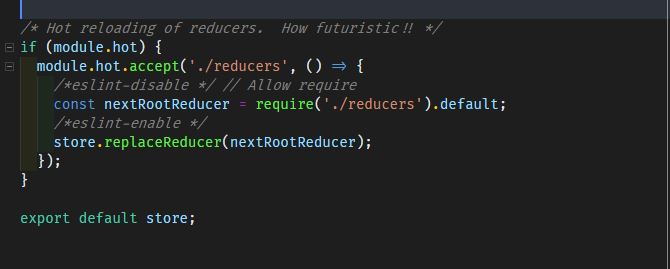 /* Hot reloading of reducers.  How futuristic!! */
if (module.hot) {
  module.hot.accept('./reducers', () => {
    /*eslint-disable */ // Allow require
    const nextRootReducer = require('./reducers').default;
    /*eslint-enable */
    store.replaceReducer(nextRootReducer);
  });
}
export default store;